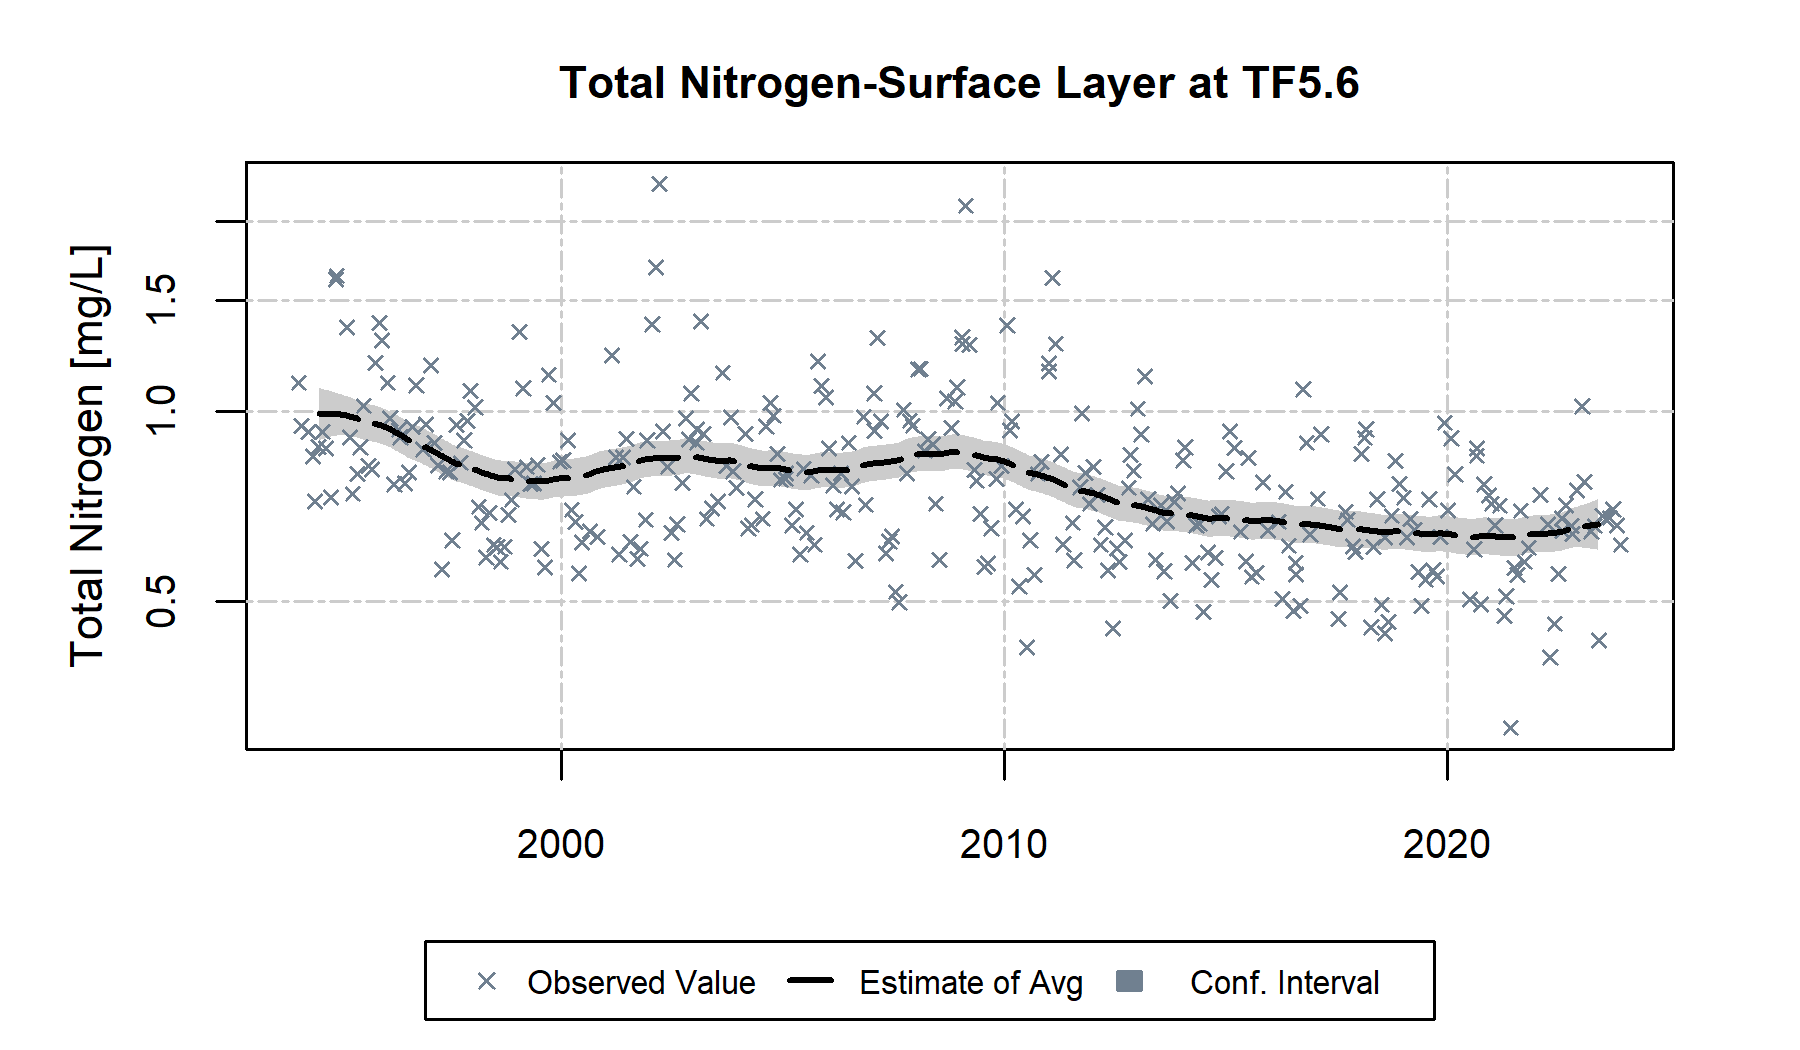 Total Nitrogen-Surface Layer at TF5.6
Total Nitrogen [mg/L]
1.5
1.0
0.5
2000 2010 2020
Observed Value Estimate of Avg Conf. Interval